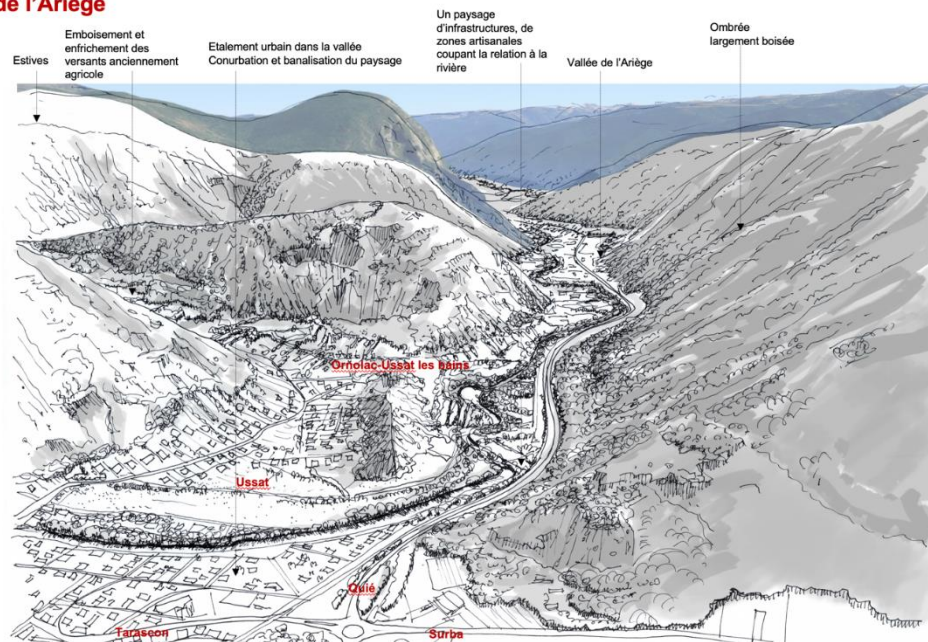 de l'Ariège
Estives
Emboisement et
enfrichement des
versants anciennement
agricole
Etalement urbain dans la vallée
Conurbation et banalisation du paysage
Un paysage
d'infrastructures, de
zones artisanales
coupant la relation à la
rivière
Vallée de l'Ariège
Ombrée
largement boisée
Ornolac-Ussat les bains
Ussat
Quié
Tarascon
Surba